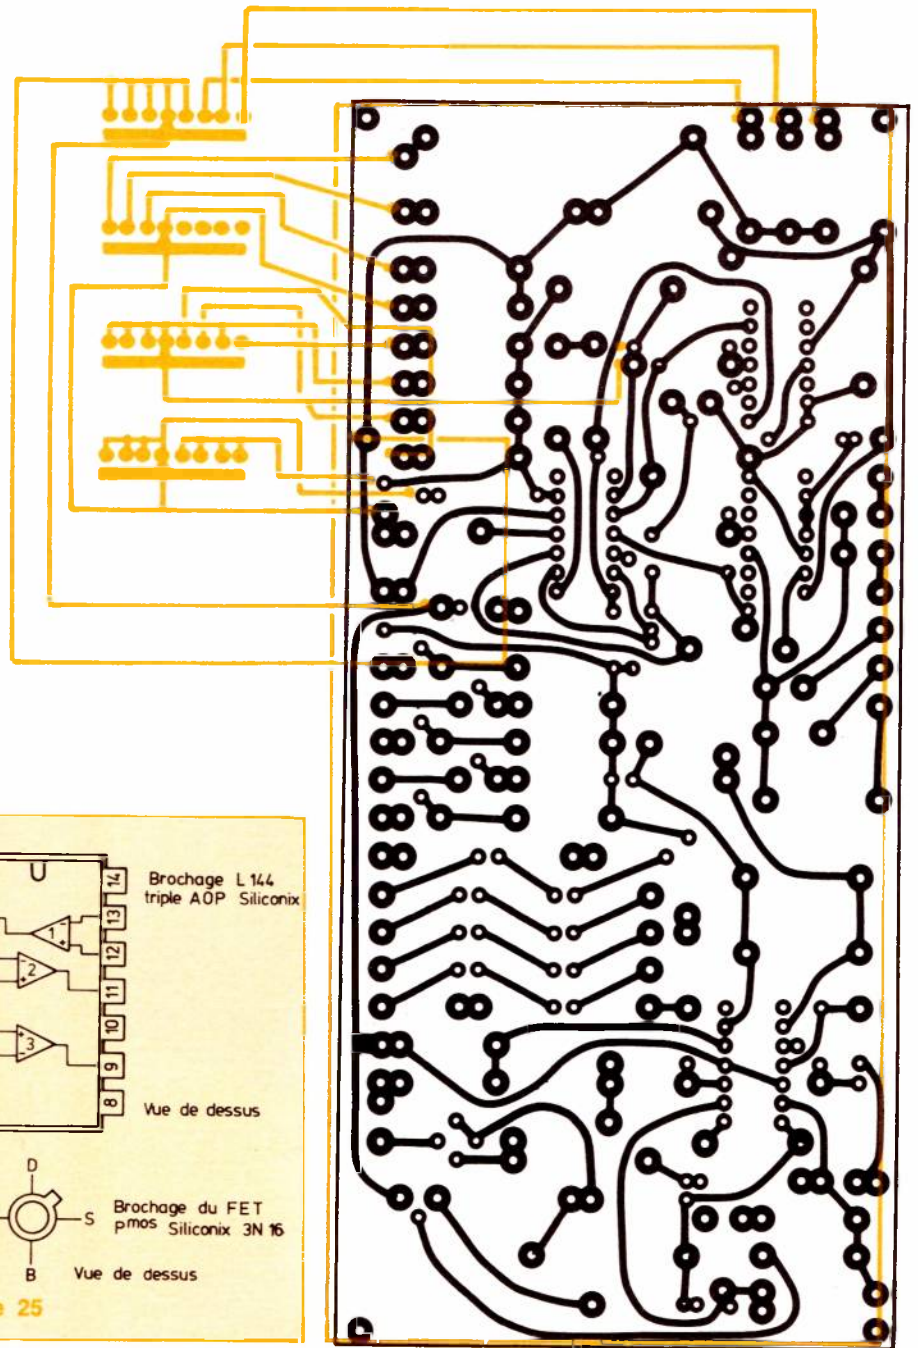 U
14
13
12
11
10
9
8
1
2
3
Brochage L 144
triple AOP Siliconix
Vue de dessus
D
S
B
Brochage du FET
pmos Siliconix 3N 16
Vue de dessus
25